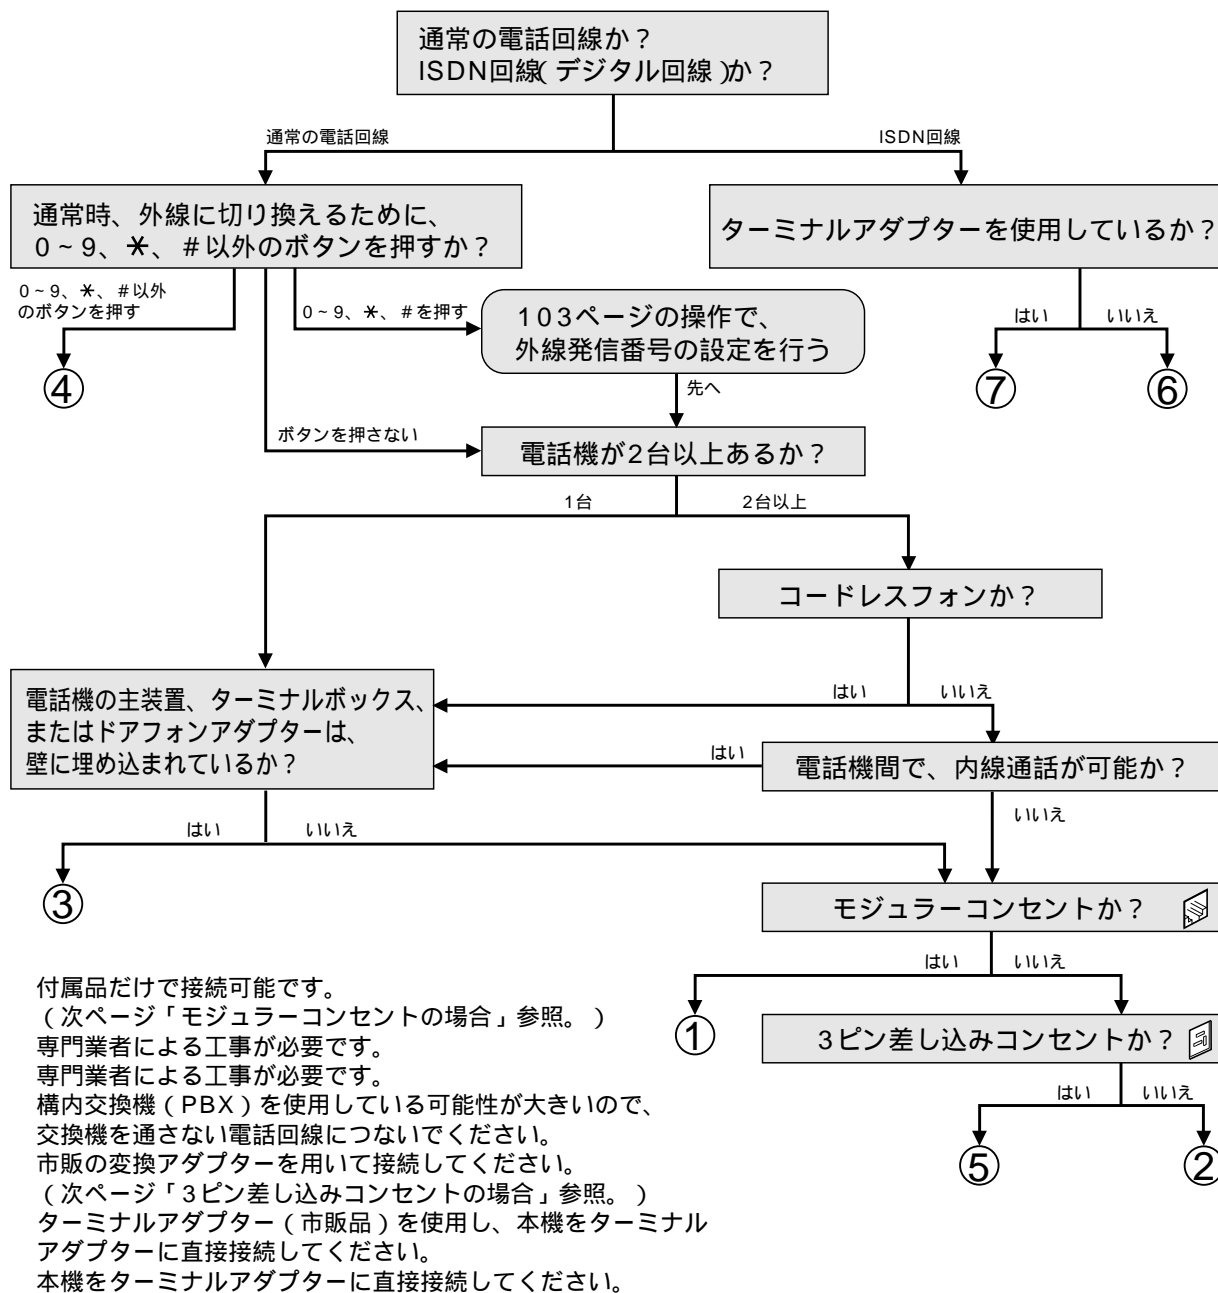 通常の電話回線か？
ISDN回線(デジタル回線)か？
通常の電話回線
ISDN回線
通常時、外線に切り換えるために、
0~9、＊、#以外のボタンを押すか？
ターミナルアダプターを使用しているか？
0~9、＊、#以外
のボタンを押す
0~9、＊、#を押す
103ページの操作で、
外線発信番号の設定を行う
はい
いいえ
④
⑦
⑥
先へ
ボタンを押さない
電話機が2台以上あるか？
1台
2台以上
コードレスフォンか？
はい
いいえ
電話機の主装置、ターミナルボックス、
またはドアフォンアダプターは、
壁に埋め込まれているか？
はい
電話機間で、内線通話が可能か？
はい
いいえ
いいえ
③
モジュラーコンセントか？
はい
いいえ
①
3ピン差し込みコンセントか？
はい
いいえ
⑤
②
付属品だけで接続可能です。
(次ページ「モジュラーコンセントの場合」参照。)
専門業者による工事が必要です。
専門業者による工事が必要です。
構内交換機(PBX)を使用している可能性が大きいので、
交換機を通さない電話回線につないでください。
市販の変換アダプターを用いて接続してください。
(次ページ「3ピン差し込みコンセントの場合」参照。)
ターミナルアダプター(市販品)を使用し、本機をターミナル
アダプターに直接接続してください。
本機をターミナルアダプターに直接接続してください。